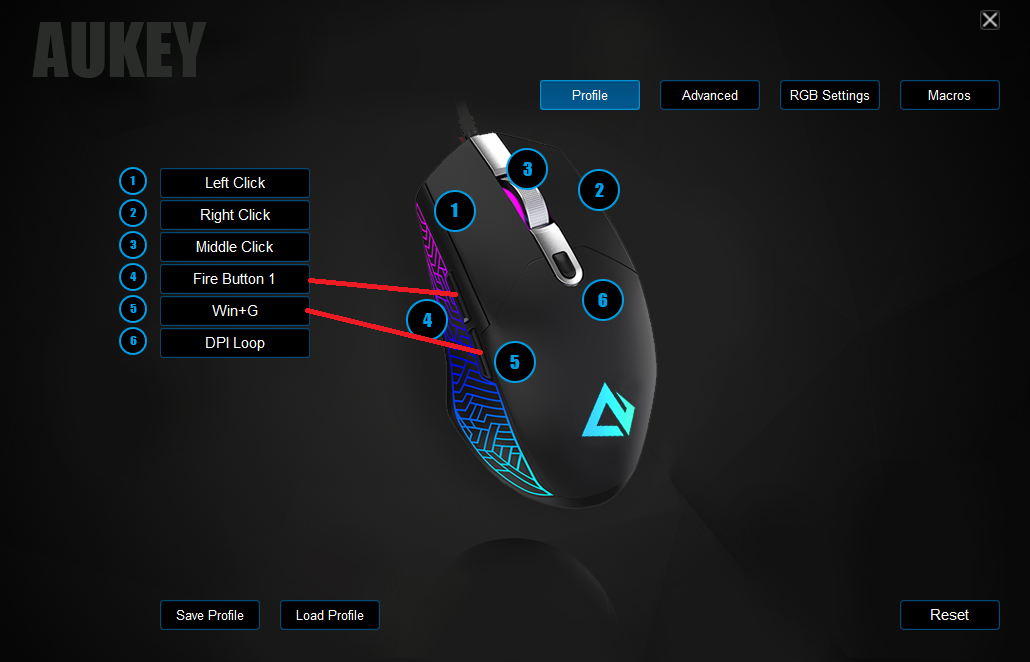 AUKEY
Profile
Advanced
RGB Settings
Macros
1 Left Click
2 Right Click
3 Middle Click
4 Fire Button 1
5 Win+G
6 DPI Loop
3
2
1
6
4
5
Save Profile
Load Profile
Reset